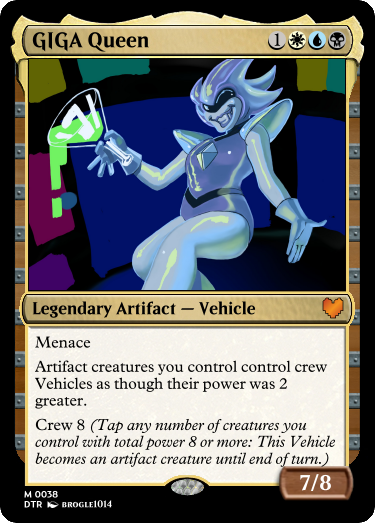 GIGA Queen 1
Legendary Artifact — Vehicle
Menace
Artifact creatures you control control crew
Vehicles as though their power was 2
greater.
Crew 8 (Tap any number of creatures you
control with total power 8 or more: This Vehicle
becomes an artifact creature until end of turn.)
7/8
M 0038
DTR BROGLE1014